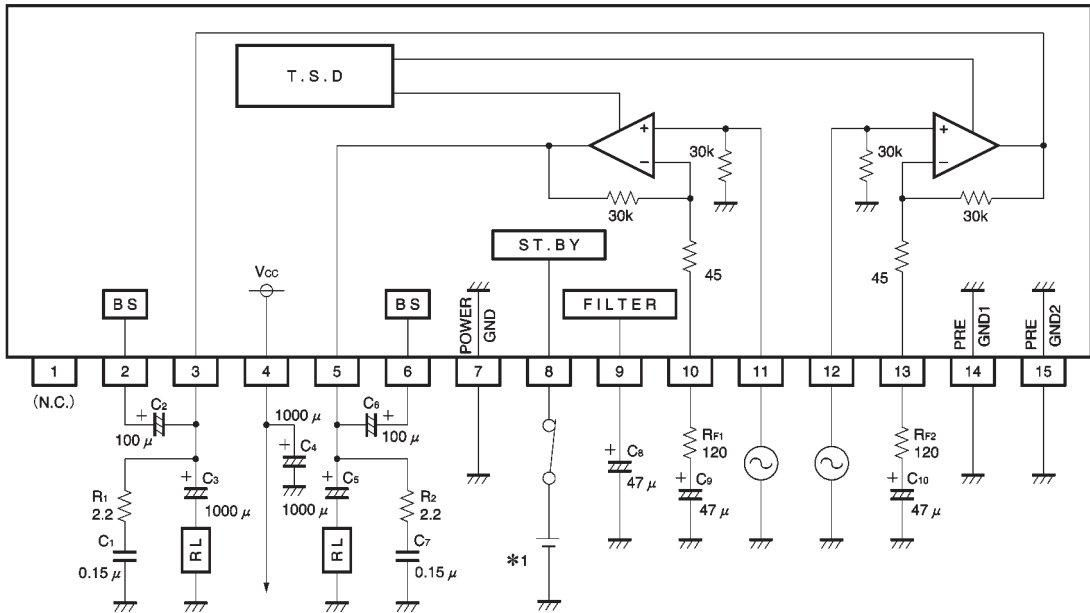 T.S.D
+
−
30k
30k
45
+
−
30k
30k
45
ST.BY
VCC
BS
BS
POWER
GND
FILTER
PRE
GND1
PRE
GND2
1
2
3
4
5
6
7
8
9
10
11
12
13
14
15
(N.C.)
+
C2
100 μ
1000 μ
+
C4
C6
+
100 μ
R1
2.2
+
C3
1000 μ
C1
0.15 μ
RL
+
C5
1000 μ
R2
2.2
C7
0.15 μ
RL
*1
+
C8
47 μ
RF1
120
+
C9
47 μ
RF2
120
+
C10
47 μ